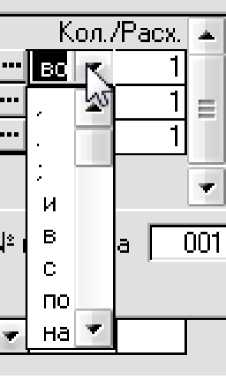 Кол./Расх.
... во 1
... 1
... 1
,
.
;
и
в
с
по
на
№ а 001